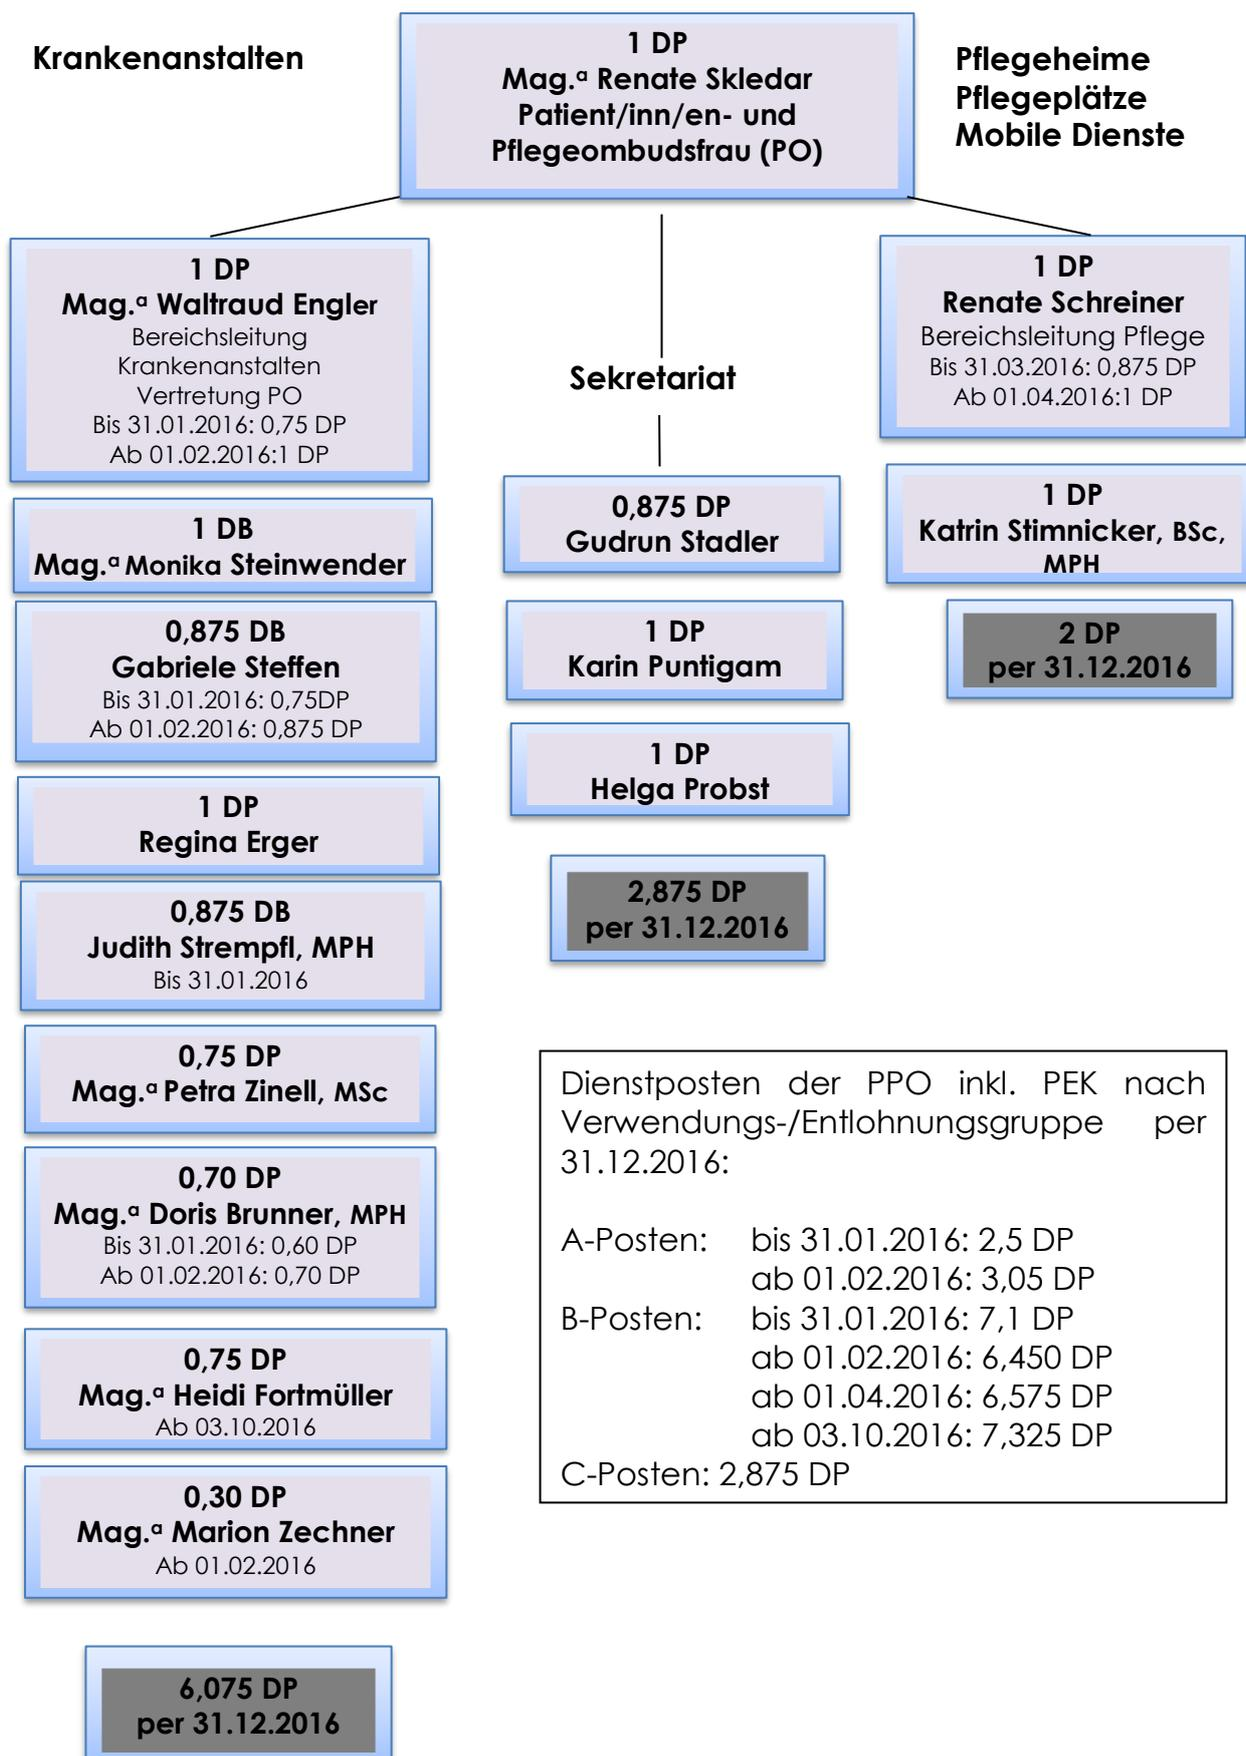 Krankenanstalten
1 DP
Mag.ª Renate Skledar
Patient/inn/en- und
Pflegeombudsfrau (PO)
Pflegeheime
Pflegeplätze
Mobile Dienste
1 DP
Mag.ª Waltraud Engler
Bereichsleitung
Krankenanstalten
Vertretung PO
Bis 31.01.2016: 0,75 DP
Ab 01.02.2016:1 DP
1 DB
Mag.ª Monika Steinwender
0,875 DB
Gabriele Steffen
Bis 31.01.2016: 0,75DP
Ab 01.02.2016: 0,875 DP
1 DP
Regina Erger
0,875 DB
Judith Strempfl, MPH
Bis 31.01.2016
0,75 DP
Mag.ª Petra Zinell, MSc
0,70 DP
Mag.ª Doris Brunner, MPH
Bis 31.01.2016: 0,60 DP
Ab 01.02.2016: 0,70 DP
0,75 DP
Mag.ª Heidi Fortmüller
Ab 03.10.2016
0,30 DP
Mag.ª Marion Zechner
Ab 01.02.2016
6,075 DP
per 31.12.2016
Sekretariat
0,875 DP
Gudrun Stadler
1 DP
Karin Puntigam
1 DP
Helga Probst
2,875 DP
per 31.12.2016
1 DP
Renate Schreiner
Bereichsleitung Pflege
Bis 31.03.2016: 0,875 DP
Ab 01.04.2016:1 DP
1 DP
Katrin Stimnicker, BSc,
MPH
2 DP
per 31.12.2016
Dienstposten der PPO inkl. PEK nach
Verwendungs-/Entlohnungsgruppe per
31.12.2016:
A-Posten: bis 31.01.2016: 2,5 DP
ab 01.02.2016: 3,05 DP
B-Posten: bis 31.01.2016: 7,1 DP
ab 01.02.2016: 6,450 DP
ab 01.04.2016: 6,575 DP
ab 03.10.2016: 7,325 DP
C-Posten: 2,875 DP